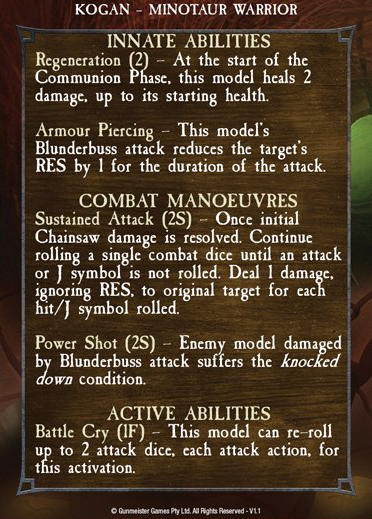 KOGAN – MINOTAUR WARRIOR
INNATE ABILITIES
Regeneration (2) – At the start of the
Communion Phase, this model heals 2
damage, up to its starting health.
Armour Piercing – This model's
Blunderbuss attack reduces the target's
RES by 1 for the duration of the attack.
COMBAT MANOEUVRES
Sustained Attack (2S) – Once initial
Chainsaw damage is resolved. Continue
rolling a single combat dice until an attack
or J symbol is not rolled. Deal 1 damage,
ignoring RES, to original target for each
hit/J symbol rolled.
Power Shot (2S) – Enemy model damaged
by Blunderbuss attack suffers the knocked
down condition.
ACTIVE ABILITIES
Battle Cry (1F) – This model can re-roll
up to 2 attack dice, each attack action, for
this activation.
© Gunmeister Games Pty Ltd. All Rights Reserved - V1.1